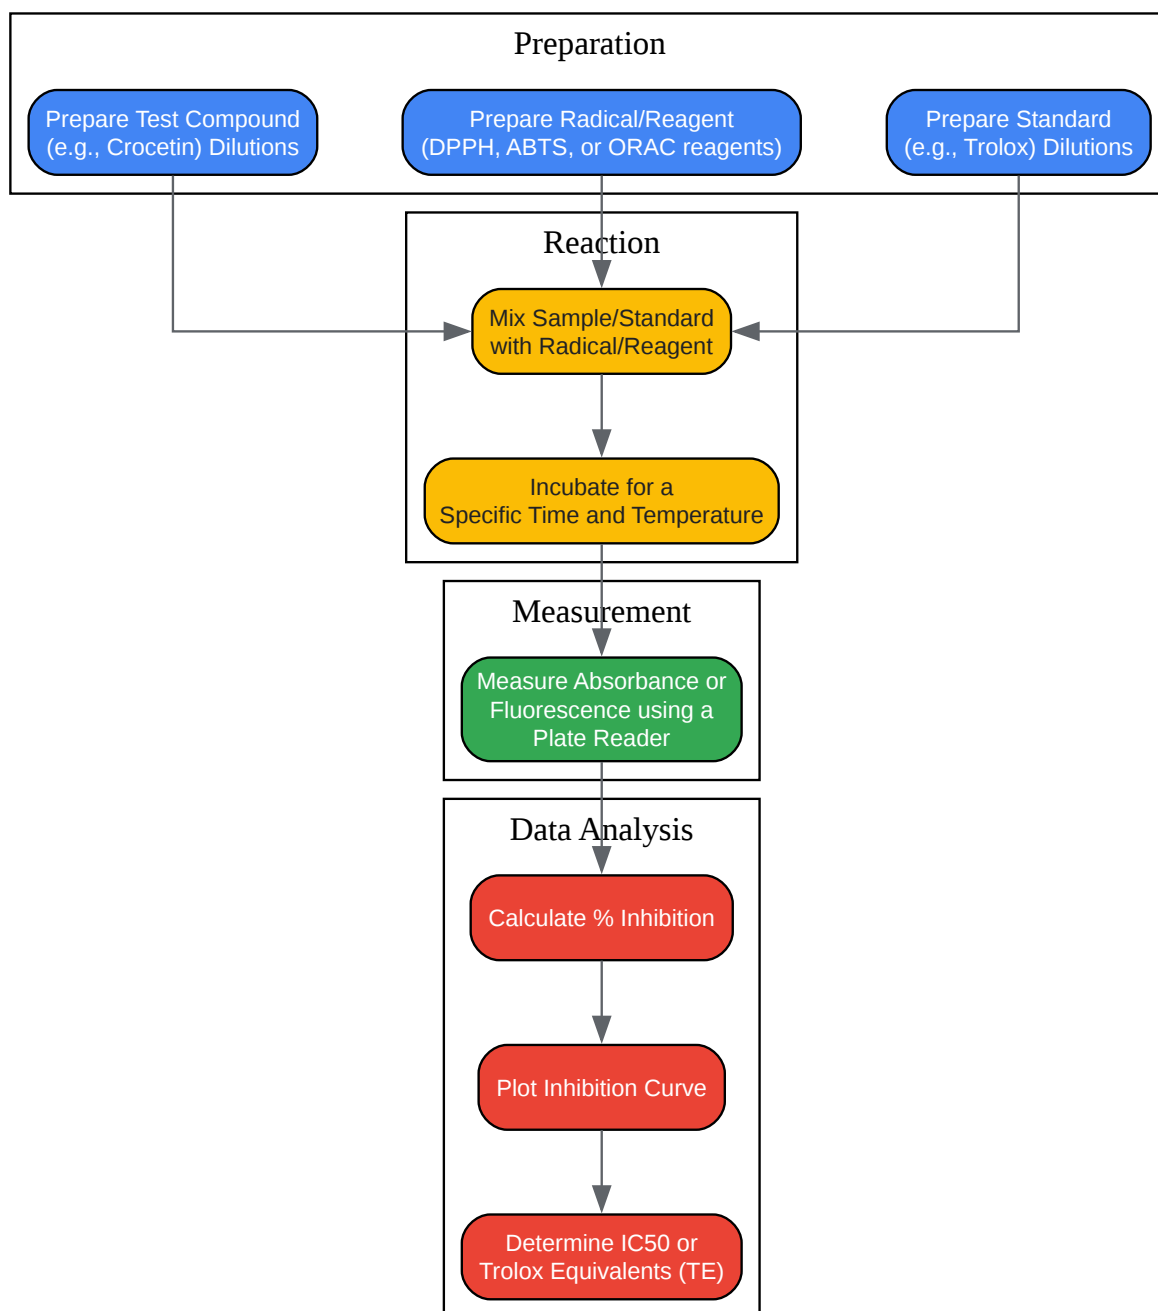 Preparation
Prepare Test Compound
(e.g., Crocetin) Dilutions
Prepare Radical/Reagent
(DPPH, ABTS, or ORAC reagents)
Prepare Standard
(e.g., Trolox) Dilutions
Reaction
Mix Sample/Standard
with Radical/Reagent
Incubate for a
Specific Time and Temperature
Measurement
Measure Absorbance or
Fluorescence using a
Plate Reader
Data Analysis
Calculate % Inhibition
Plot Inhibition Curve
Determine IC50 or
Trolox Equivalents (TE)